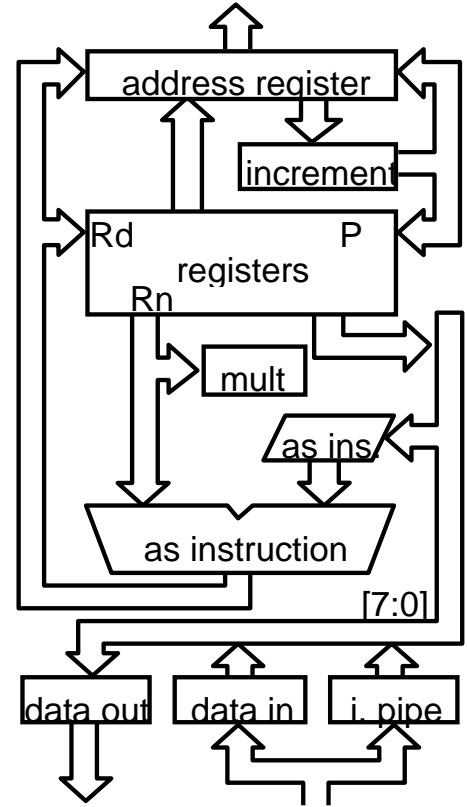 address register
increment
Rd
P
registers
Rn
mult
as ins.
as instruction
[7:0]
data out
data in
i. pipe